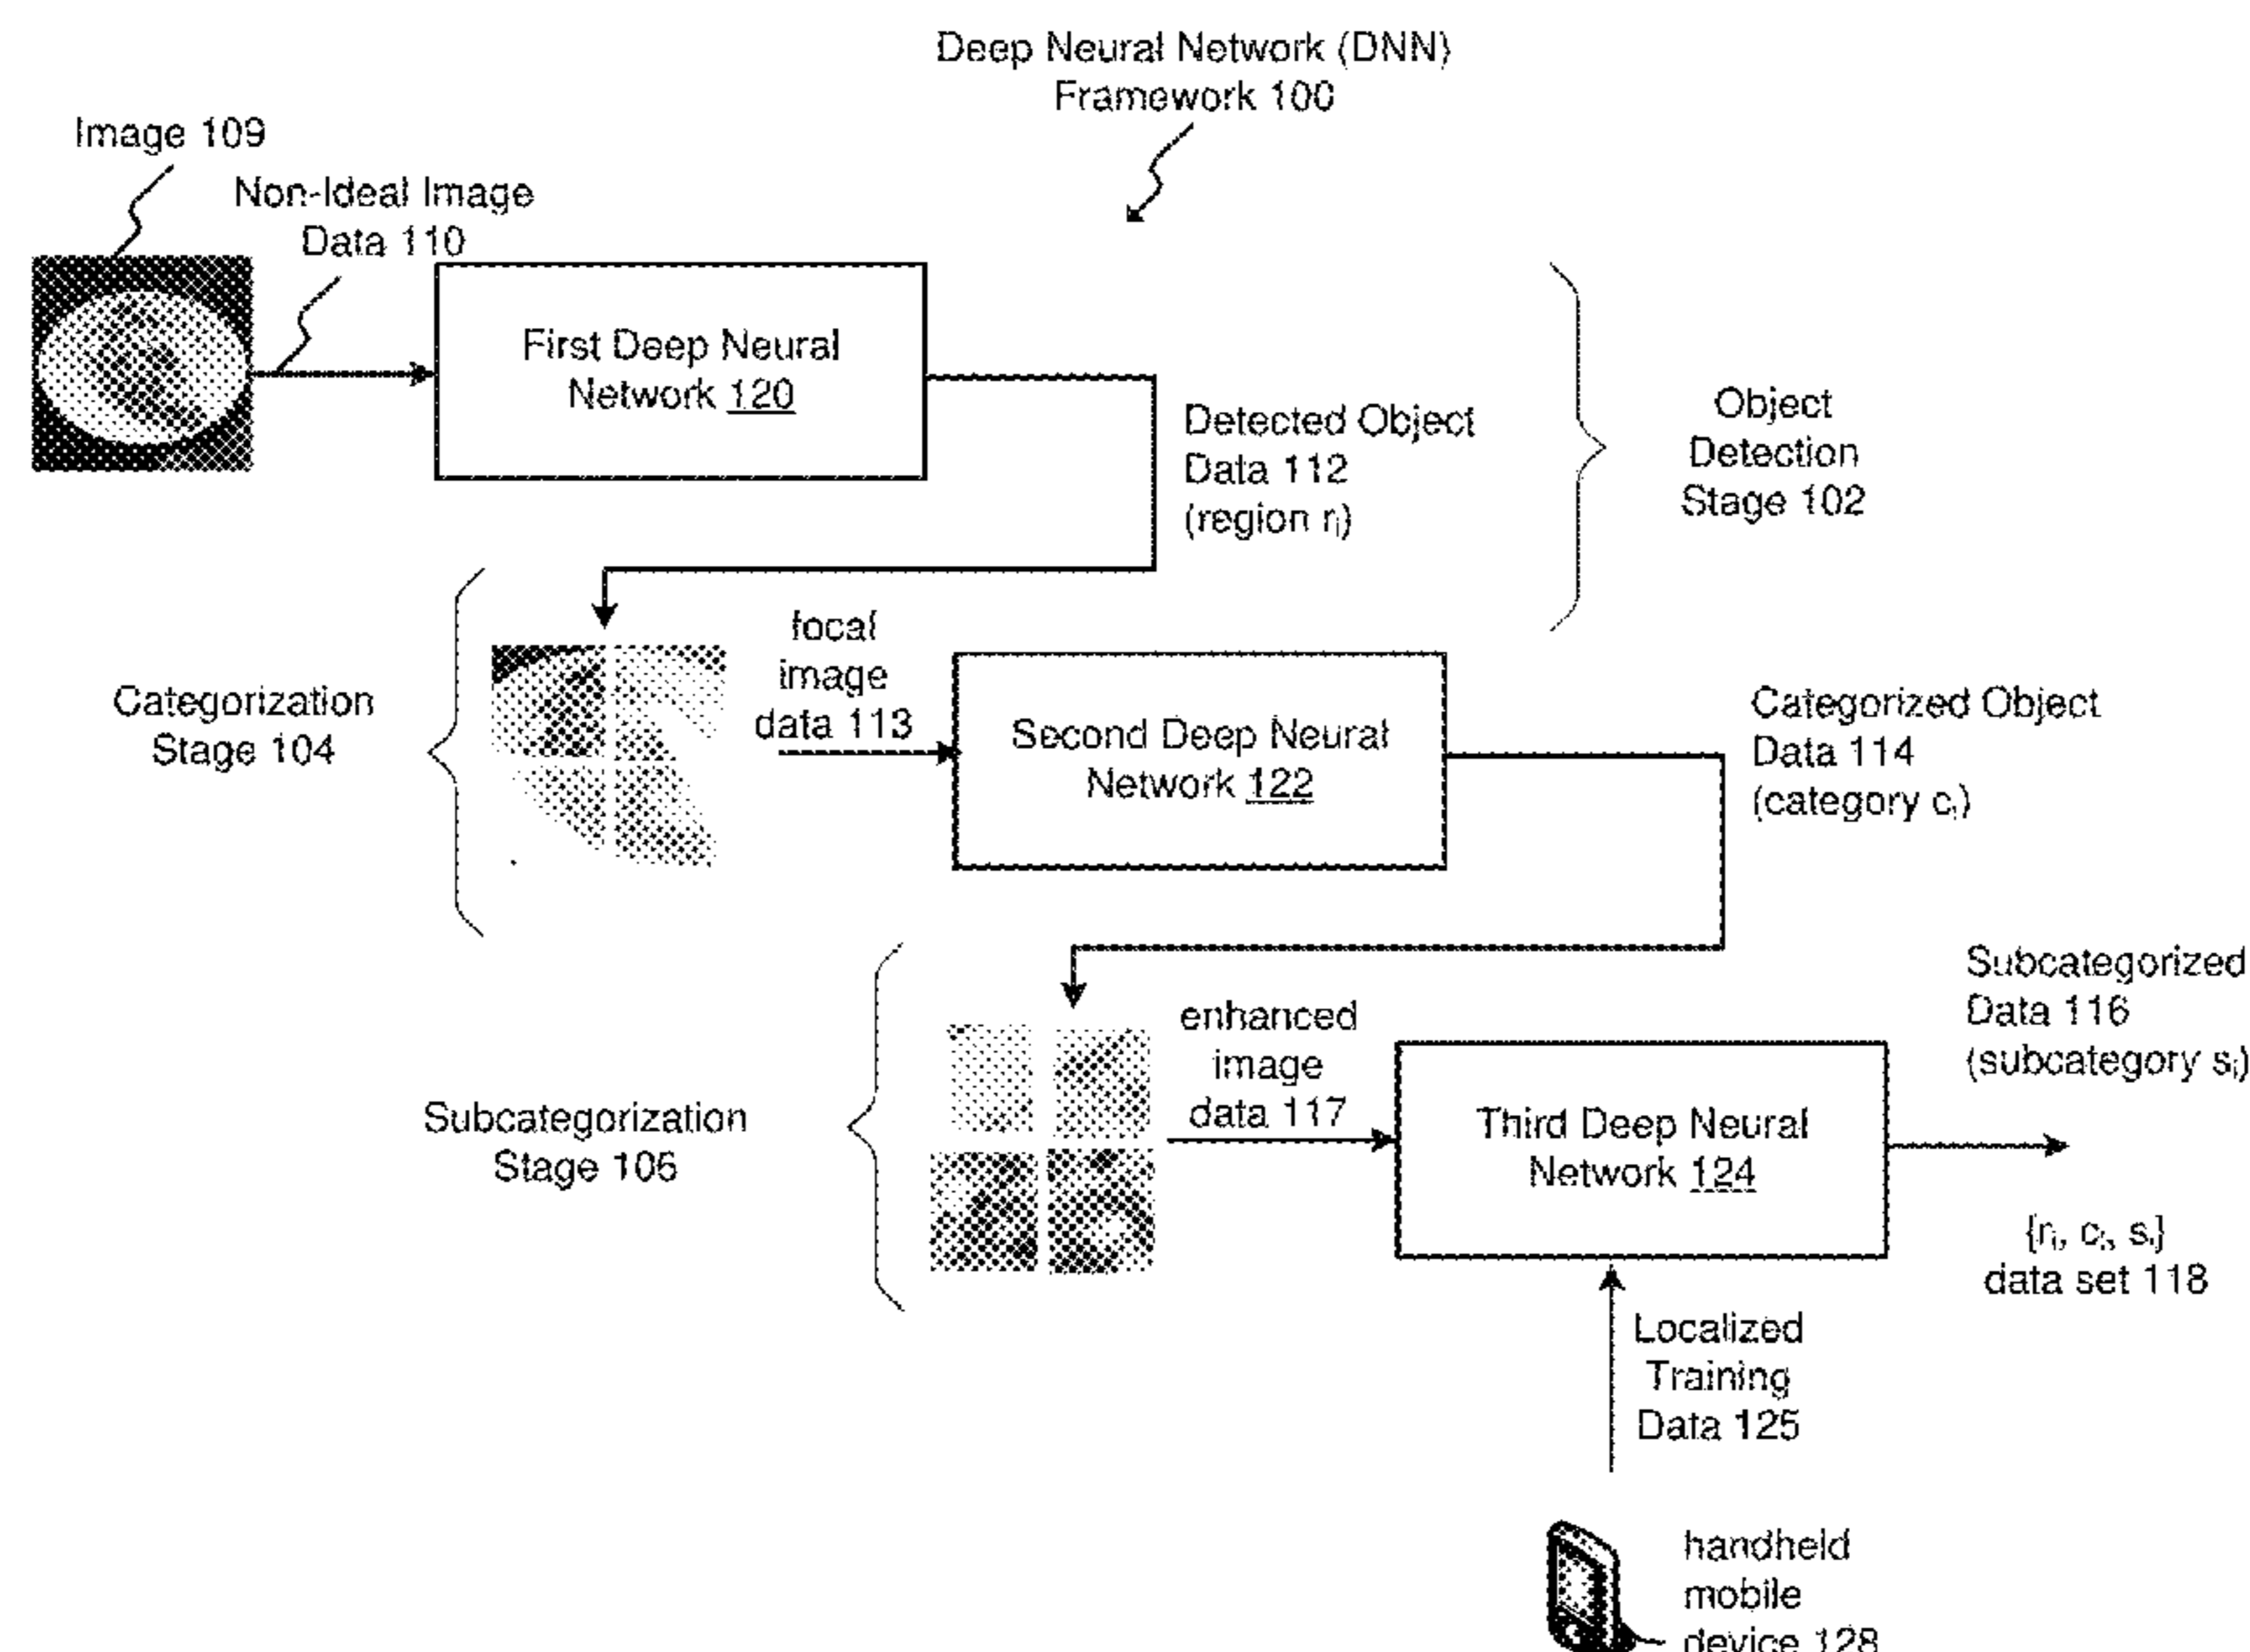 Deep Neural Network (DNN)
Framework 100
Image 109
Non-Ideal Image
Data 110
First Deep Neural
Network 120
Detected Object
Data 112
(region rᵢ)
Object
Detection
Stage 102
Categorization
Stage 104
focal
image
data 113
Second Deep Neural
Network 122
Categorized Object
Data 114
(category cᵢ)
Subcategorization
Stage 106
enhanced
image
data 117
Third Deep Neural
Network 124
Subcategorized
Data 116
(subcategory sᵢ)
{rᵢ, cᵢ, sᵢ}
data set 118
Localized
Training
Data 125
handheld
mobile
device 128